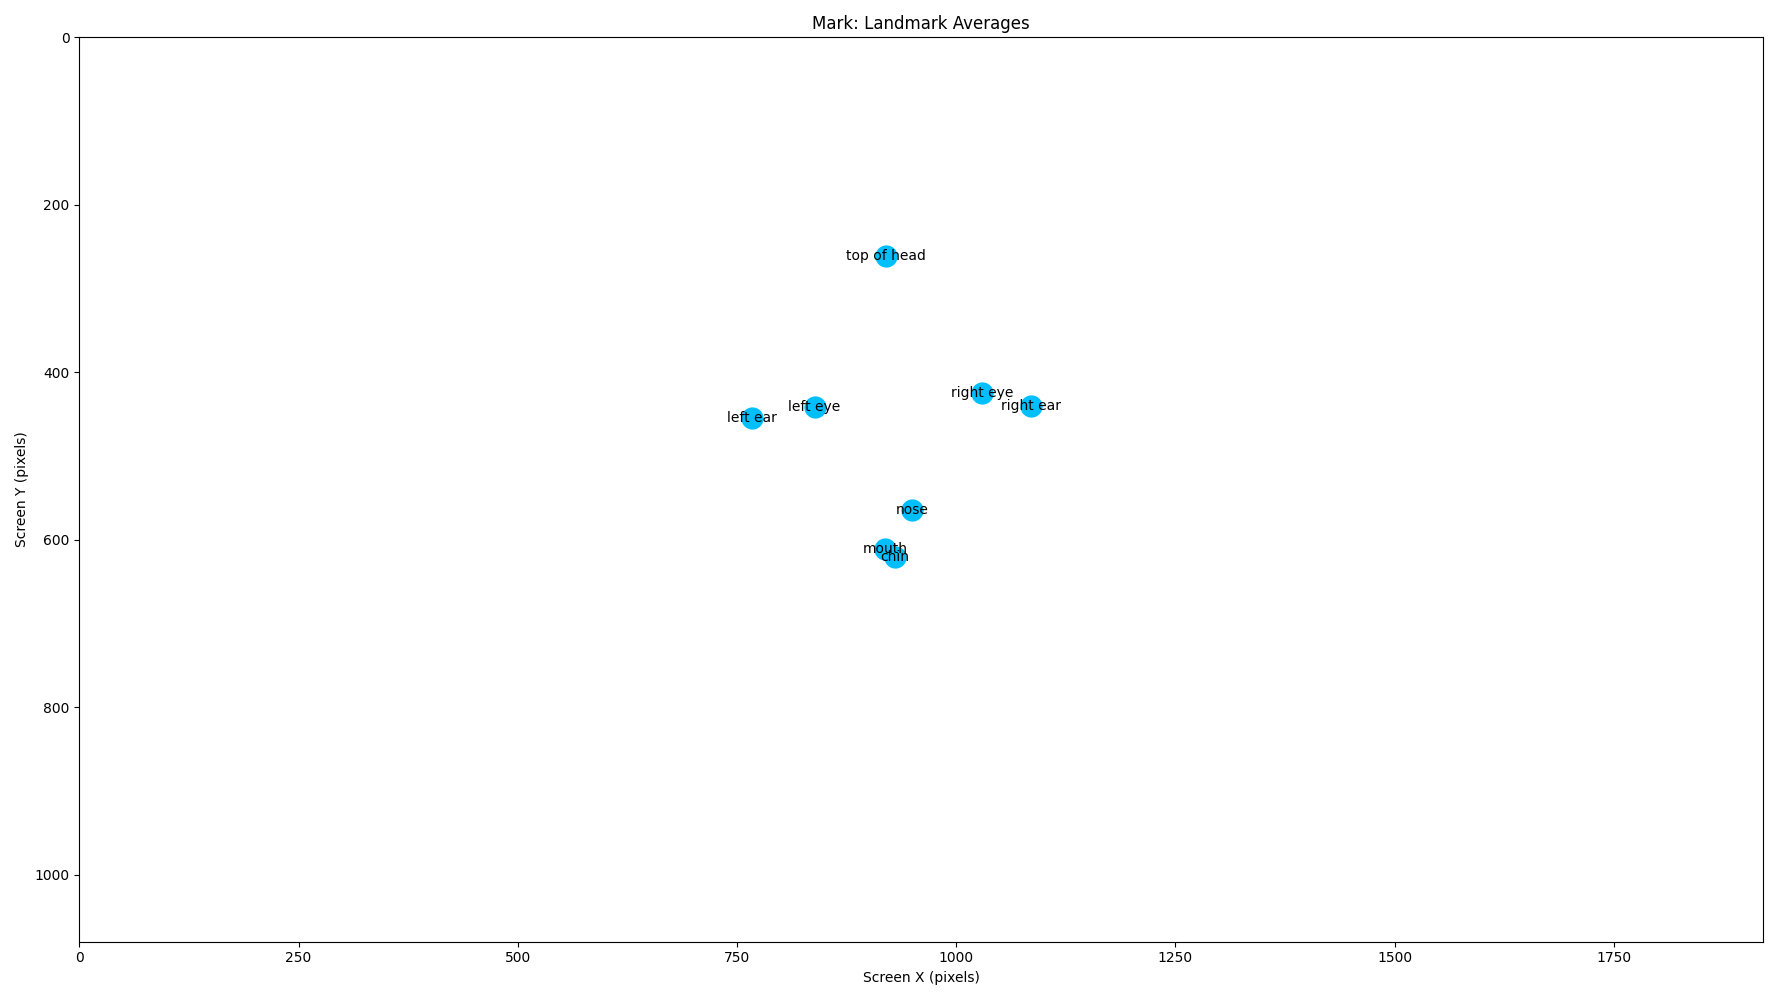 Mark: Landmark Averages
0
200
400
600
800
1000
Screen Y (pixels)
top of head
right eye
right ear
left eye
left ear
nose
mouth
chin
0
250
500
750
1000
1250
1500
1750
Screen X (pixels)